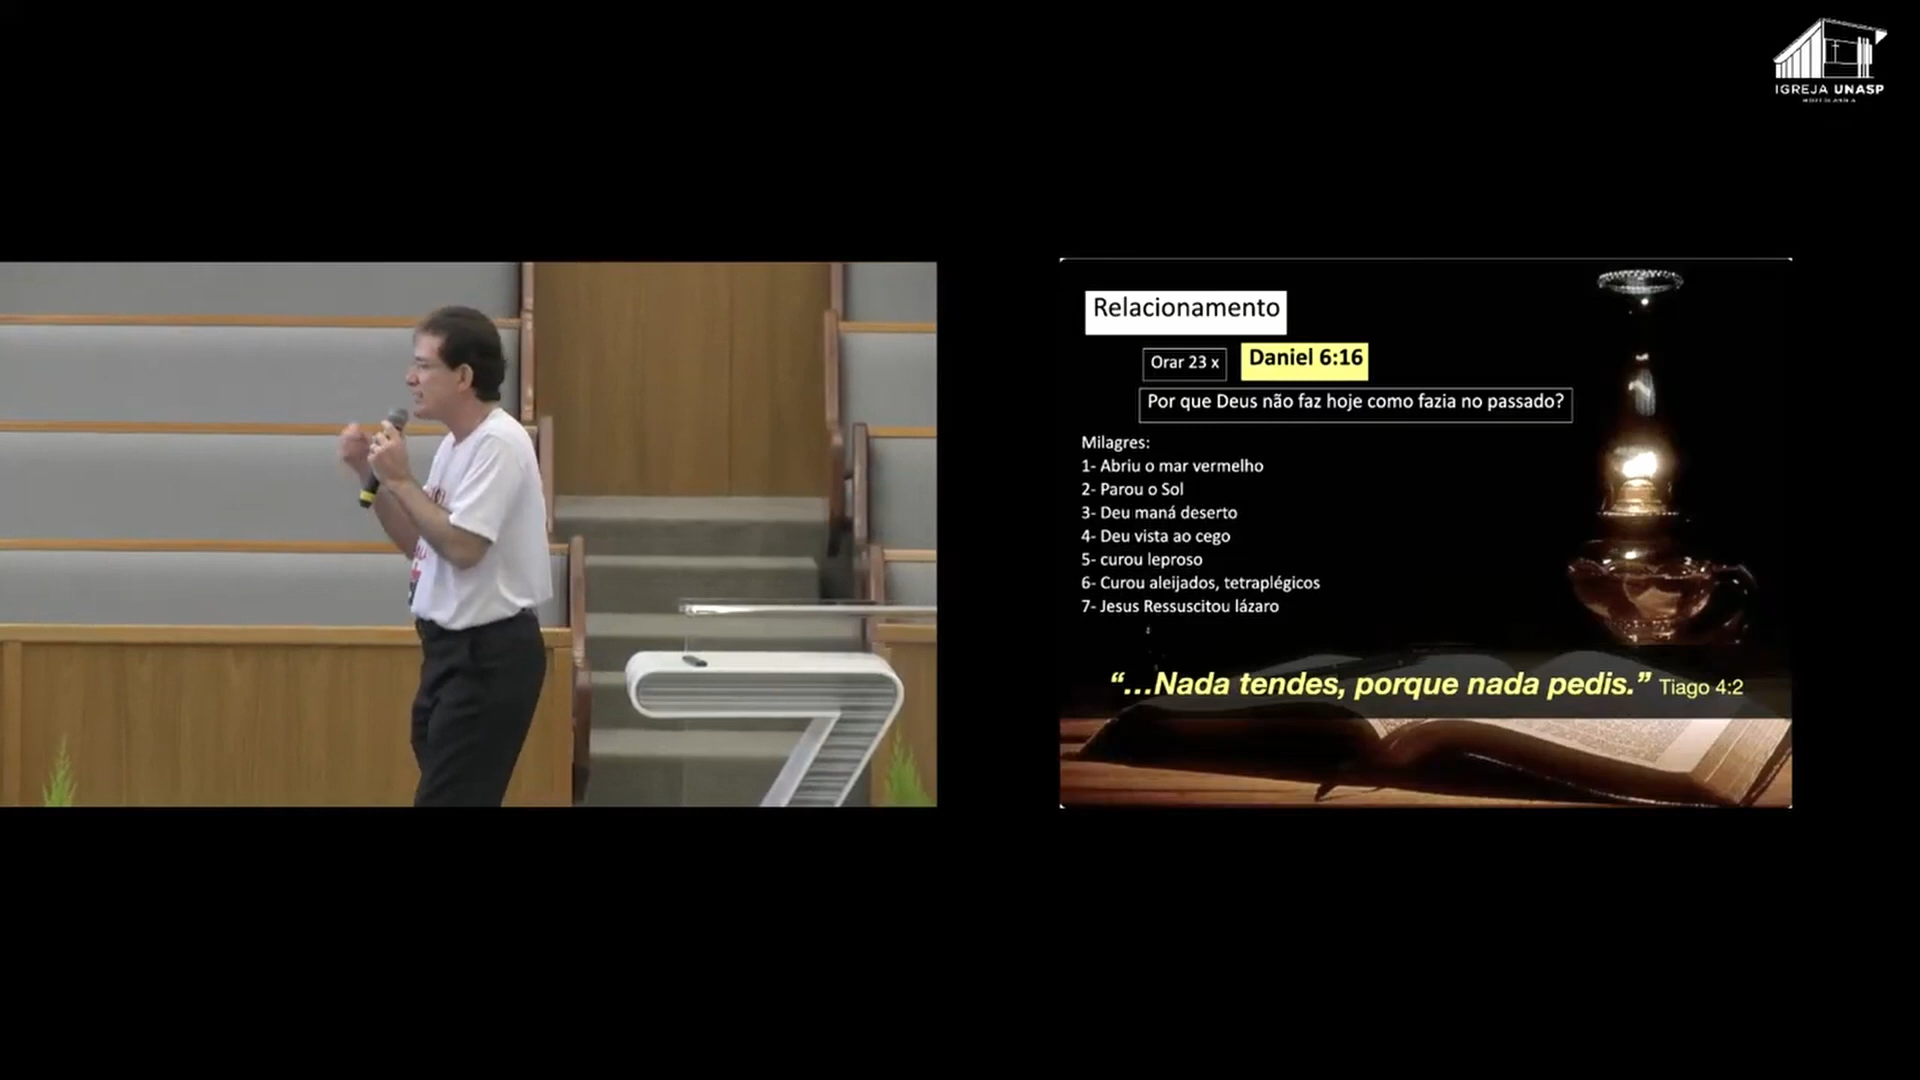 IGREJA UNASP
Relacionamento
Orar 23 x
Daniel 6:16
Por que Deus não faz hoje como fazia no passado?
Milagres:
1- Abriu o mar vermelho
2- Parou o Sol
3- Deu maná deserto
4- Deu vista ao cego
5- curou leproso
6- Curou aleijados, tetraplégicos
7- Jesus Ressuscitou lázaro
“...Nada tendes, porque nada pedis.” Tiago 4:2